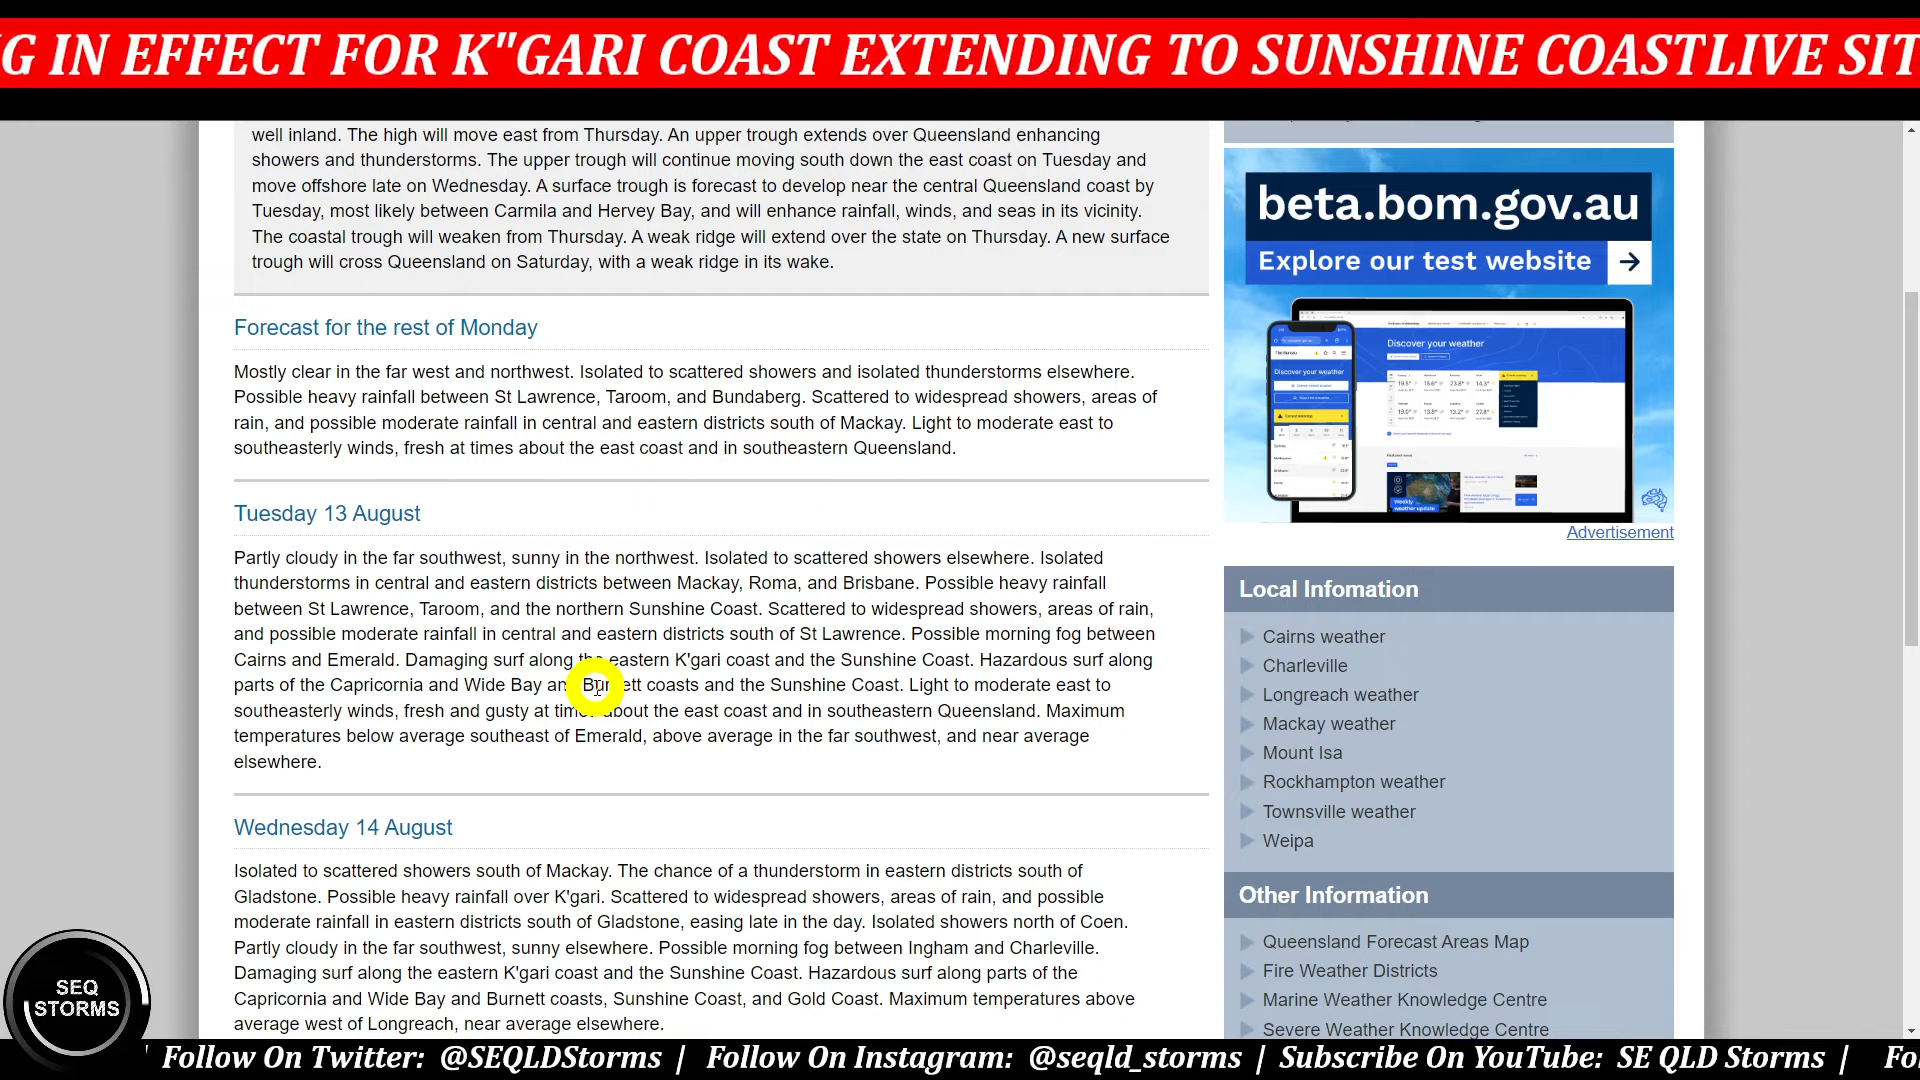 G IN EFFECT FOR K"GARI COAST EXTENDING TO SUNSHINE COASTLIVE SIT
well inland. The high will move east from Thursday. An upper trough extends over Queensland enhancing
showers and thunderstorms. The upper trough will continue moving south down the east coast on Tuesday and
move offshore late on Wednesday. A surface trough is forecast to develop near the central Queensland coast by
Tuesday, most likely between Carmila and Hervey Bay, and will enhance rainfall, winds, and seas in its vicinity.
The coastal trough will weaken from Thursday. A weak ridge will extend over the state on Thursday. A new surface
trough will cross Queensland on Saturday, with a weak ridge in its wake.
Forecast for the rest of Monday
Mostly clear in the far west and northwest. Isolated to scattered showers and isolated thunderstorms elsewhere.
Possible heavy rainfall between St Lawrence, Taroom, and Bundaberg. Scattered to widespread showers, areas of
rain, and possible moderate rainfall in central and eastern districts south of Mackay. Light to moderate east to
southeasterly winds, fresh at times about the east coast and in southeastern Queensland.
Tuesday 13 August
Partly cloudy in the far southwest, sunny in the northwest. Isolated to scattered showers elsewhere. Isolated
thunderstorms in central and eastern districts between Mackay, Roma, and Brisbane. Possible heavy rainfall
between St Lawrence, Taroom, and the northern Sunshine Coast. Scattered to widespread showers, areas of rain,
and possible moderate rainfall in central and eastern districts south of St Lawrence. Possible morning fog between
Cairns and Emerald. Damaging surf along the eastern K'gari coast and the Sunshine Coast. Hazardous surf along
parts of the Capricornia and Wide Bay and Burnett coasts and the Sunshine Coast. Light to moderate east to
southeasterly winds, fresh and gusty at times about the east coast and in southeastern Queensland. Maximum
temperatures below average southeast of Emerald, above average in the far southwest, and near average
elsewhere.
Wednesday 14 August
Isolated to scattered showers south of Mackay. The chance of a thunderstorm in eastern districts south of
Gladstone. Possible heavy rainfall over K'gari. Scattered to widespread showers, areas of rain, and possible
moderate rainfall in eastern districts south of Gladstone, easing late in the day. Isolated showers north of Coen.
Partly cloudy in the far southwest, sunny elsewhere. Possible morning fog between Ingham and Charleville.
Damaging surf along the eastern K'gari coast and the Sunshine Coast. Hazardous surf along parts of the
Capricornia and Wide Bay and Burnett coasts, Sunshine Coast, and Gold Coast. Maximum temperatures above
average west of Longreach, near average elsewhere.
beta.bom.gov.au
Explore our test website
Discover your weather
Discover your weather
19.5° 15.6° 23.8° 14.3°
19.0° 13.8° 13.2° 27.8°
Weekly
weather update
Advertisement
Local Infomation
Cairns weather
Charleville
Longreach weather
Mackay weather
Mount Isa
Rockhampton weather
Townsville weather
Weipa
Other Information
Queensland Forecast Areas Map
Fire Weather Districts
Marine Weather Knowledge Centre
Severe Weather Knowledge Centre
SEQ
STORMS
| Follow On Twitter: @SEQLDStorms | Follow On Instagram: @seqld_storms | Subscribe On YouTube: SE QLD Storms | Fo